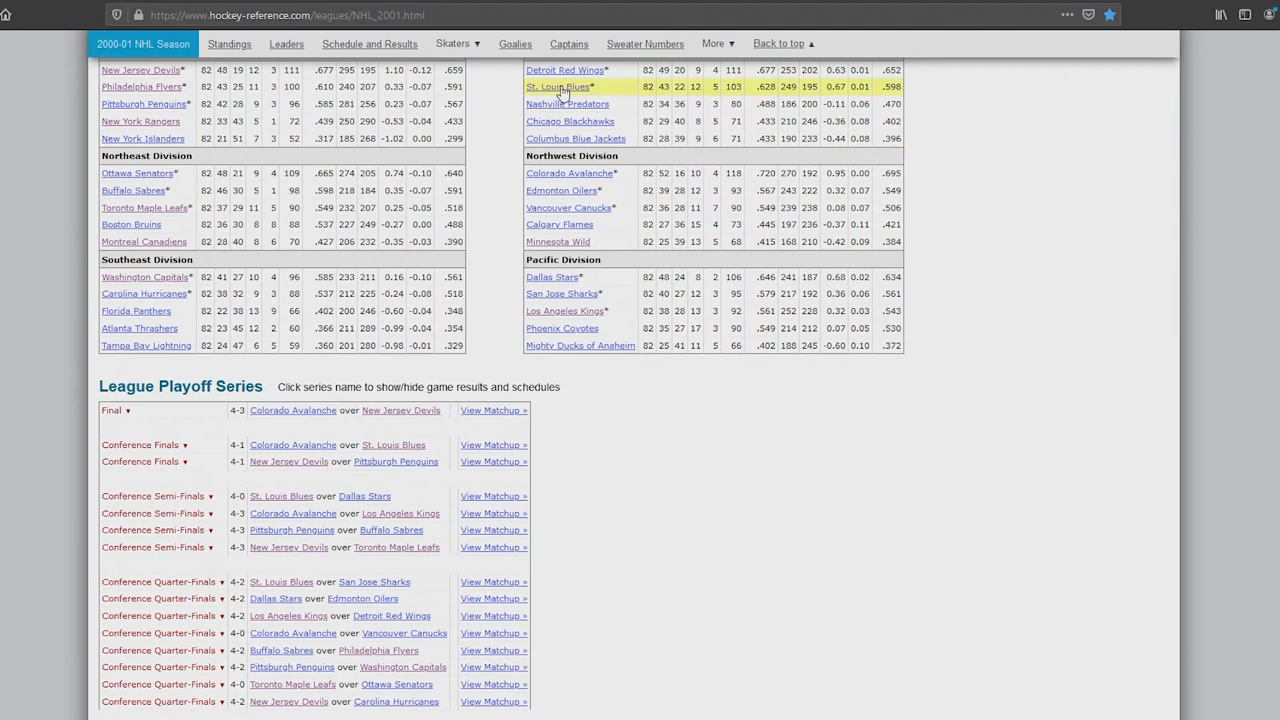 https://www.hockey-reference.com/leagues/NHL_2001.html
2000-01 NHL Season Standings Leaders Schedule and Results Skaters ▼ Goalies Captains Sweater Numbers More ▼ Back to top ▲
New Jersey Devils* 82 48 19 12 3 111 .677 295 195 1.10 -0.12 .659
Philadelphia Flyers* 82 43 25 11 3 100 .610 240 207 0.33 -0.07 .591
Pittsburgh Penguins* 82 42 28 9 3 96 .585 281 256 0.23 -0.07 .567
New York Rangers 82 33 43 5 1 72 .439 250 290 -0.53 -0.04 .433
New York Islanders 82 21 51 7 3 52 .317 185 268 -1.02 0.00 .299
Northeast Division
Ottawa Senators* 82 48 21 9 4 109 .665 274 205 0.74 -0.10 .640
Buffalo Sabres* 82 46 30 5 1 98 .598 218 184 0.35 -0.07 .591
Toronto Maple Leafs* 82 37 29 11 5 90 .549 232 207 0.25 -0.05 .518
Boston Bruins 82 36 30 8 8 88 .537 227 249 -0.27 0.00 .488
Montreal Canadiens 82 28 40 8 6 70 .427 206 232 -0.35 -0.03 .390
Southeast Division
Washington Capitals* 82 41 27 10 4 96 .585 233 211 0.16 -0.10 .561
Carolina Hurricanes* 82 38 32 9 3 88 .537 212 225 -0.24 -0.08 .518
Florida Panthers 82 22 38 13 9 66 .402 200 246 -0.60 -0.04 .348
Atlanta Thrashers 82 23 45 12 2 60 .366 211 289 -0.99 -0.03 .354
Tampa Bay Lightning 82 24 47 6 5 59 .360 201 280 -0.98 -0.01 .329
Detroit Red Wings* 82 49 20 9 4 111 .677 253 202 0.63 0.01 .652
St. Louis Blues* 82 43 22 12 5 103 .628 249 195 0.67 0.01 .598
Nashville Predators 82 34 36 9 3 80 .488 186 200 -0.11 0.06 .470
Chicago Blackhawks 82 29 40 8 5 71 .433 210 246 -0.36 0.08 .402
Columbus Blue Jackets 82 28 39 9 6 71 .433 190 233 -0.44 0.08 .396
Northwest Division
Colorado Avalanche* 82 52 16 10 4 118 .720 270 192 0.95 0.00 .695
Edmonton Oilers* 82 39 28 12 3 93 .567 243 222 0.32 0.07 .549
Vancouver Canucks* 82 36 28 11 7 90 .549 239 238 0.08 0.07 .506
Calgary Flames 82 27 36 15 4 73 .445 197 236 -0.37 0.11 .421
Minnesota Wild 82 25 39 13 5 68 .415 168 210 -0.42 0.09 .384
Pacific Division
Dallas Stars* 82 48 24 8 2 106 .646 241 187 0.68 0.02 .634
San Jose Sharks* 82 40 27 12 3 95 .579 217 192 0.36 0.06 .561
Los Angeles Kings* 82 38 28 13 3 92 .561 252 228 0.32 0.03 .543
Phoenix Coyotes 82 35 27 17 3 90 .549 214 212 0.07 0.05 .530
Mighty Ducks of Anaheim 82 25 41 11 5 66 .402 188 245 -0.60 0.10 .372
League Playoff Series Click series name to show/hide game results and schedules
Final ▼ 4-3 Colorado Avalanche over New Jersey Devils View Matchup »
Conference Finals ▼ 4-1 Colorado Avalanche over St. Louis Blues View Matchup »
Conference Finals ▼ 4-1 New Jersey Devils over Pittsburgh Penguins View Matchup »
Conference Semi-Finals ▼ 4-0 St. Louis Blues over Dallas Stars View Matchup »
Conference Semi-Finals ▼ 4-3 Colorado Avalanche over Los Angeles Kings View Matchup »
Conference Semi-Finals ▼ 4-3 Pittsburgh Penguins over Buffalo Sabres View Matchup »
Conference Semi-Finals ▼ 4-3 New Jersey Devils over Toronto Maple Leafs View Matchup »
Conference Quarter-Finals ▼ 4-2 St. Louis Blues over San Jose Sharks View Matchup »
Conference Quarter-Finals ▼ 4-2 Dallas Stars over Edmonton Oilers View Matchup »
Conference Quarter-Finals ▼ 4-2 Los Angeles Kings over Detroit Red Wings View Matchup »
Conference Quarter-Finals ▼ 4-0 Colorado Avalanche over Vancouver Canucks View Matchup »
Conference Quarter-Finals ▼ 4-2 Buffalo Sabres over Philadelphia Flyers View Matchup »
Conference Quarter-Finals ▼ 4-2 Pittsburgh Penguins over Washington Capitals View Matchup »
Conference Quarter-Finals ▼ 4-0 Toronto Maple Leafs over Ottawa Senators View Matchup »
Conference Quarter-Finals ▼ 4-2 New Jersey Devils over Carolina Hurricanes View Matchup »